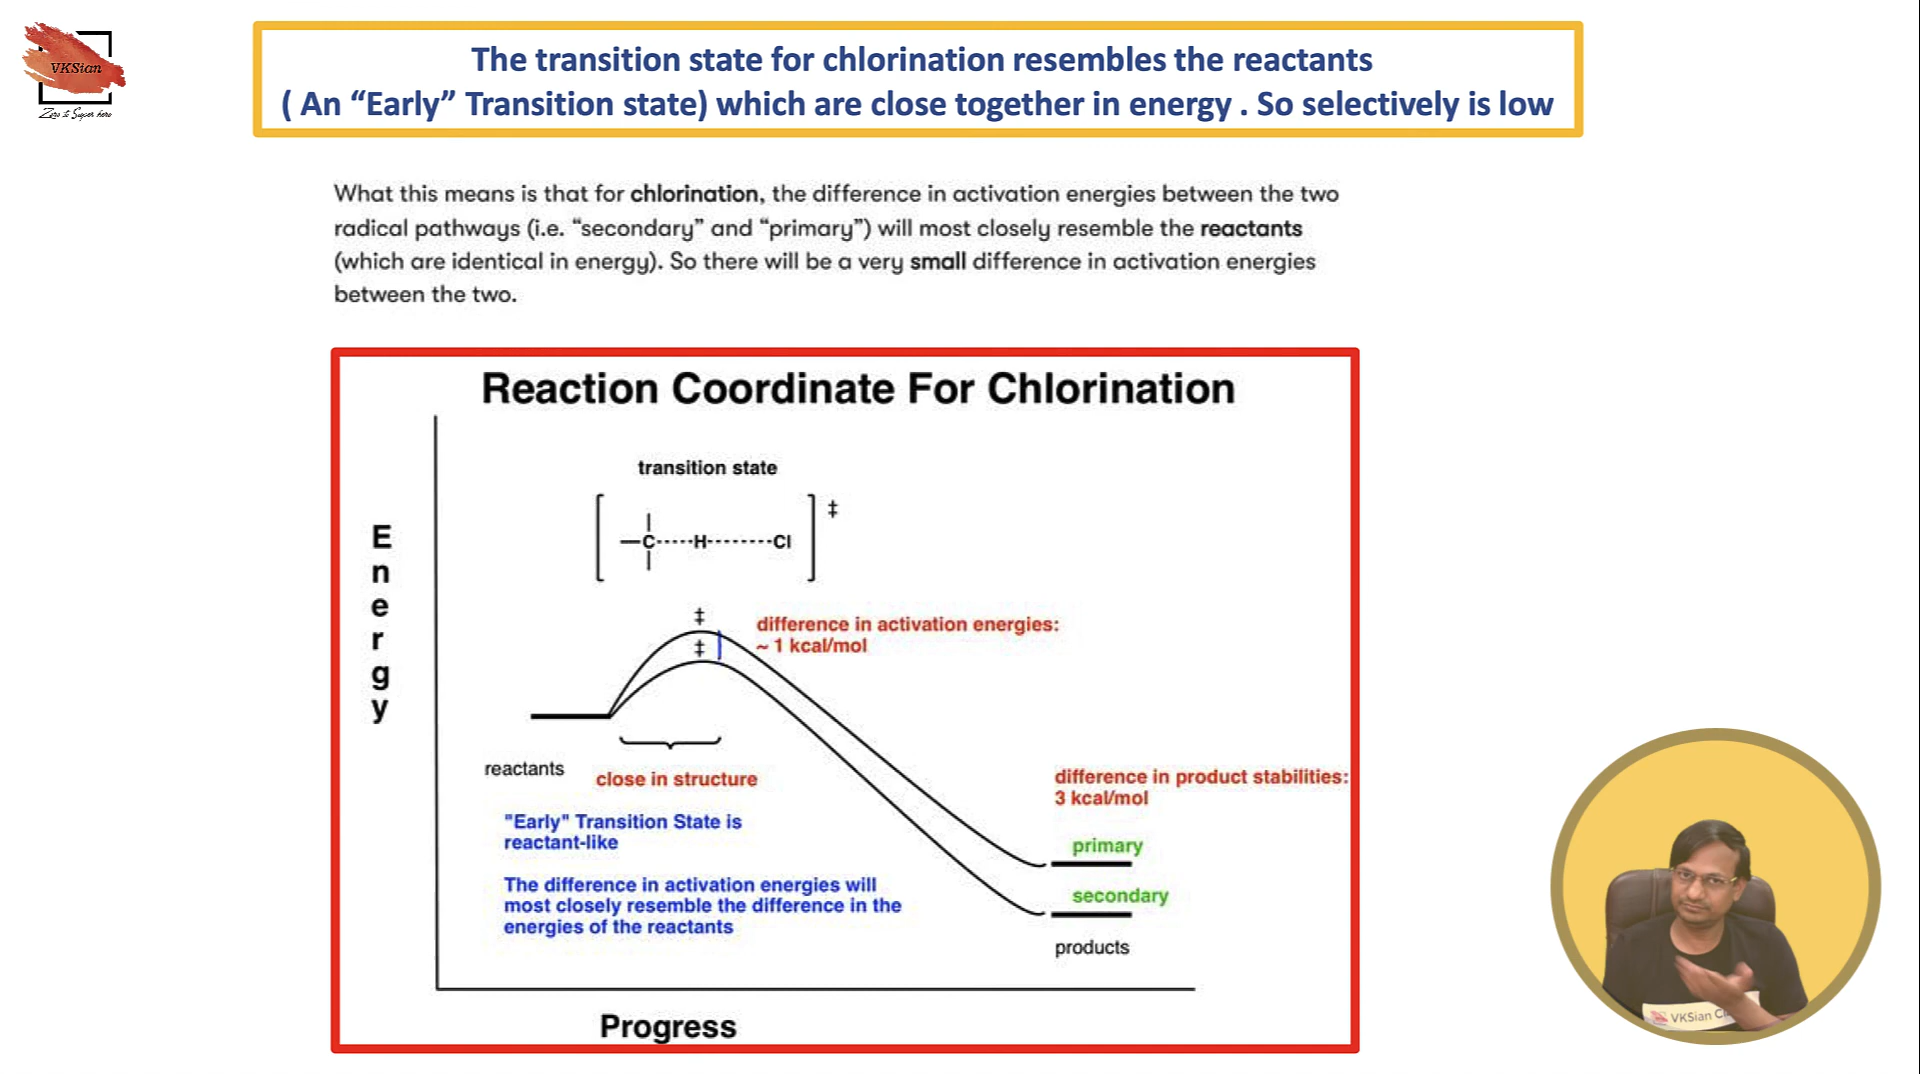 VKSian
Zero to Super hero
The transition state for chlorination resembles the reactants
( An “Early” Transition state) which are close together in energy . So selectively is low
What this means is that for chlorination, the difference in activation energies between the two
radical pathways (i.e. “secondary” and “primary”) will most closely resemble the reactants
(which are identical in energy). So there will be a very small difference in activation energies
between the two.
Reaction Coordinate For Chlorination
Energy
transition state
‡
C-----H--------Cl
‡
‡
difference in activation energies:
~ 1 kcal/mol
reactants
close in structure
"Early" Transition State is
reactant-like
The difference in activation energies will
most closely resemble the difference in the
energies of the reactants
difference in product stabilities:
3 kcal/mol
primary
secondary
products
Progress
VKSian